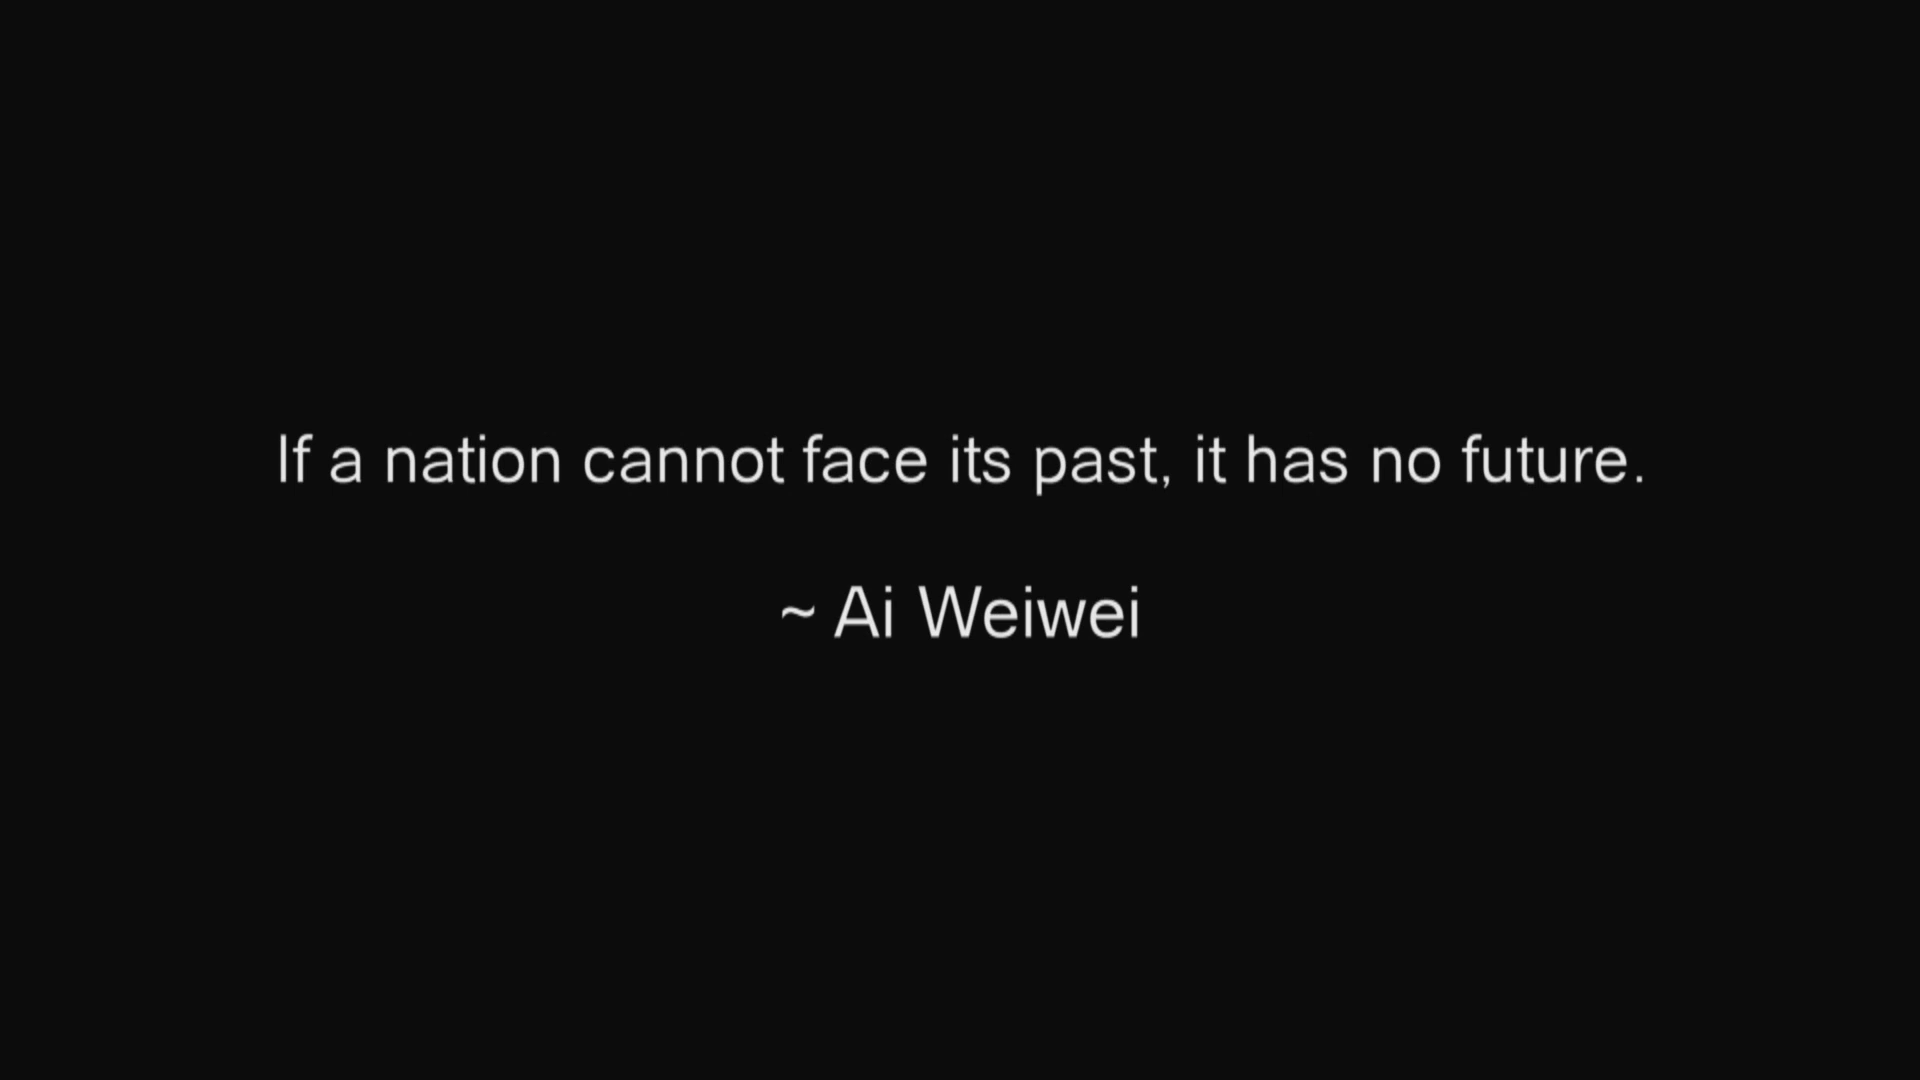 If a nation cannot face its past, it has no future.
~ Ai Weiwei